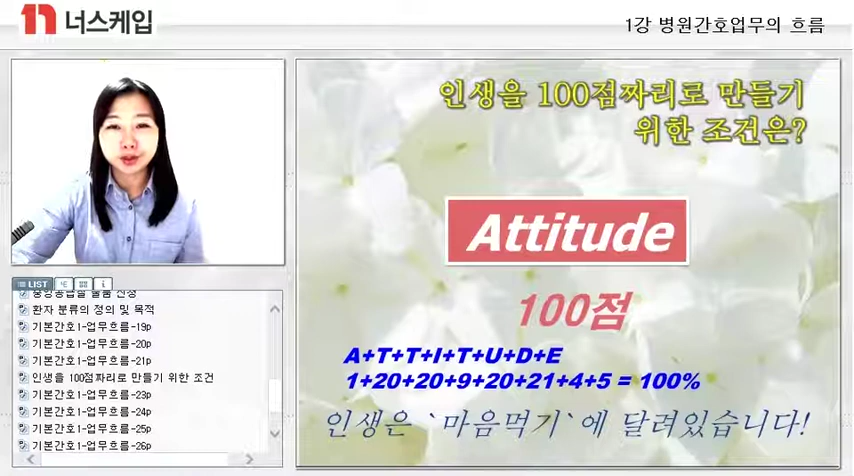 너스케입
1강 병원간호업무의 흐름
인생을 100점짜리로 만들기
위한 조건은?
Attitude
100점
A+T+T+I+T+U+D+E
1+20+20+9+20+21+4+5 = 100%
인생은 `마음먹기`에 달려있습니다!
LIST
환자 분류의 정의 및 목적
기본간호1-업무흐름-19p
기본간호1-업무흐름-20p
기본간호1-업무흐름-21p
인생을 100점짜리로 만들기 위한 조건
기본간호1-업무흐름-23p
기본간호1-업무흐름-24p
기본간호1-업무흐름-25p
기본간호1-업무흐름-26p